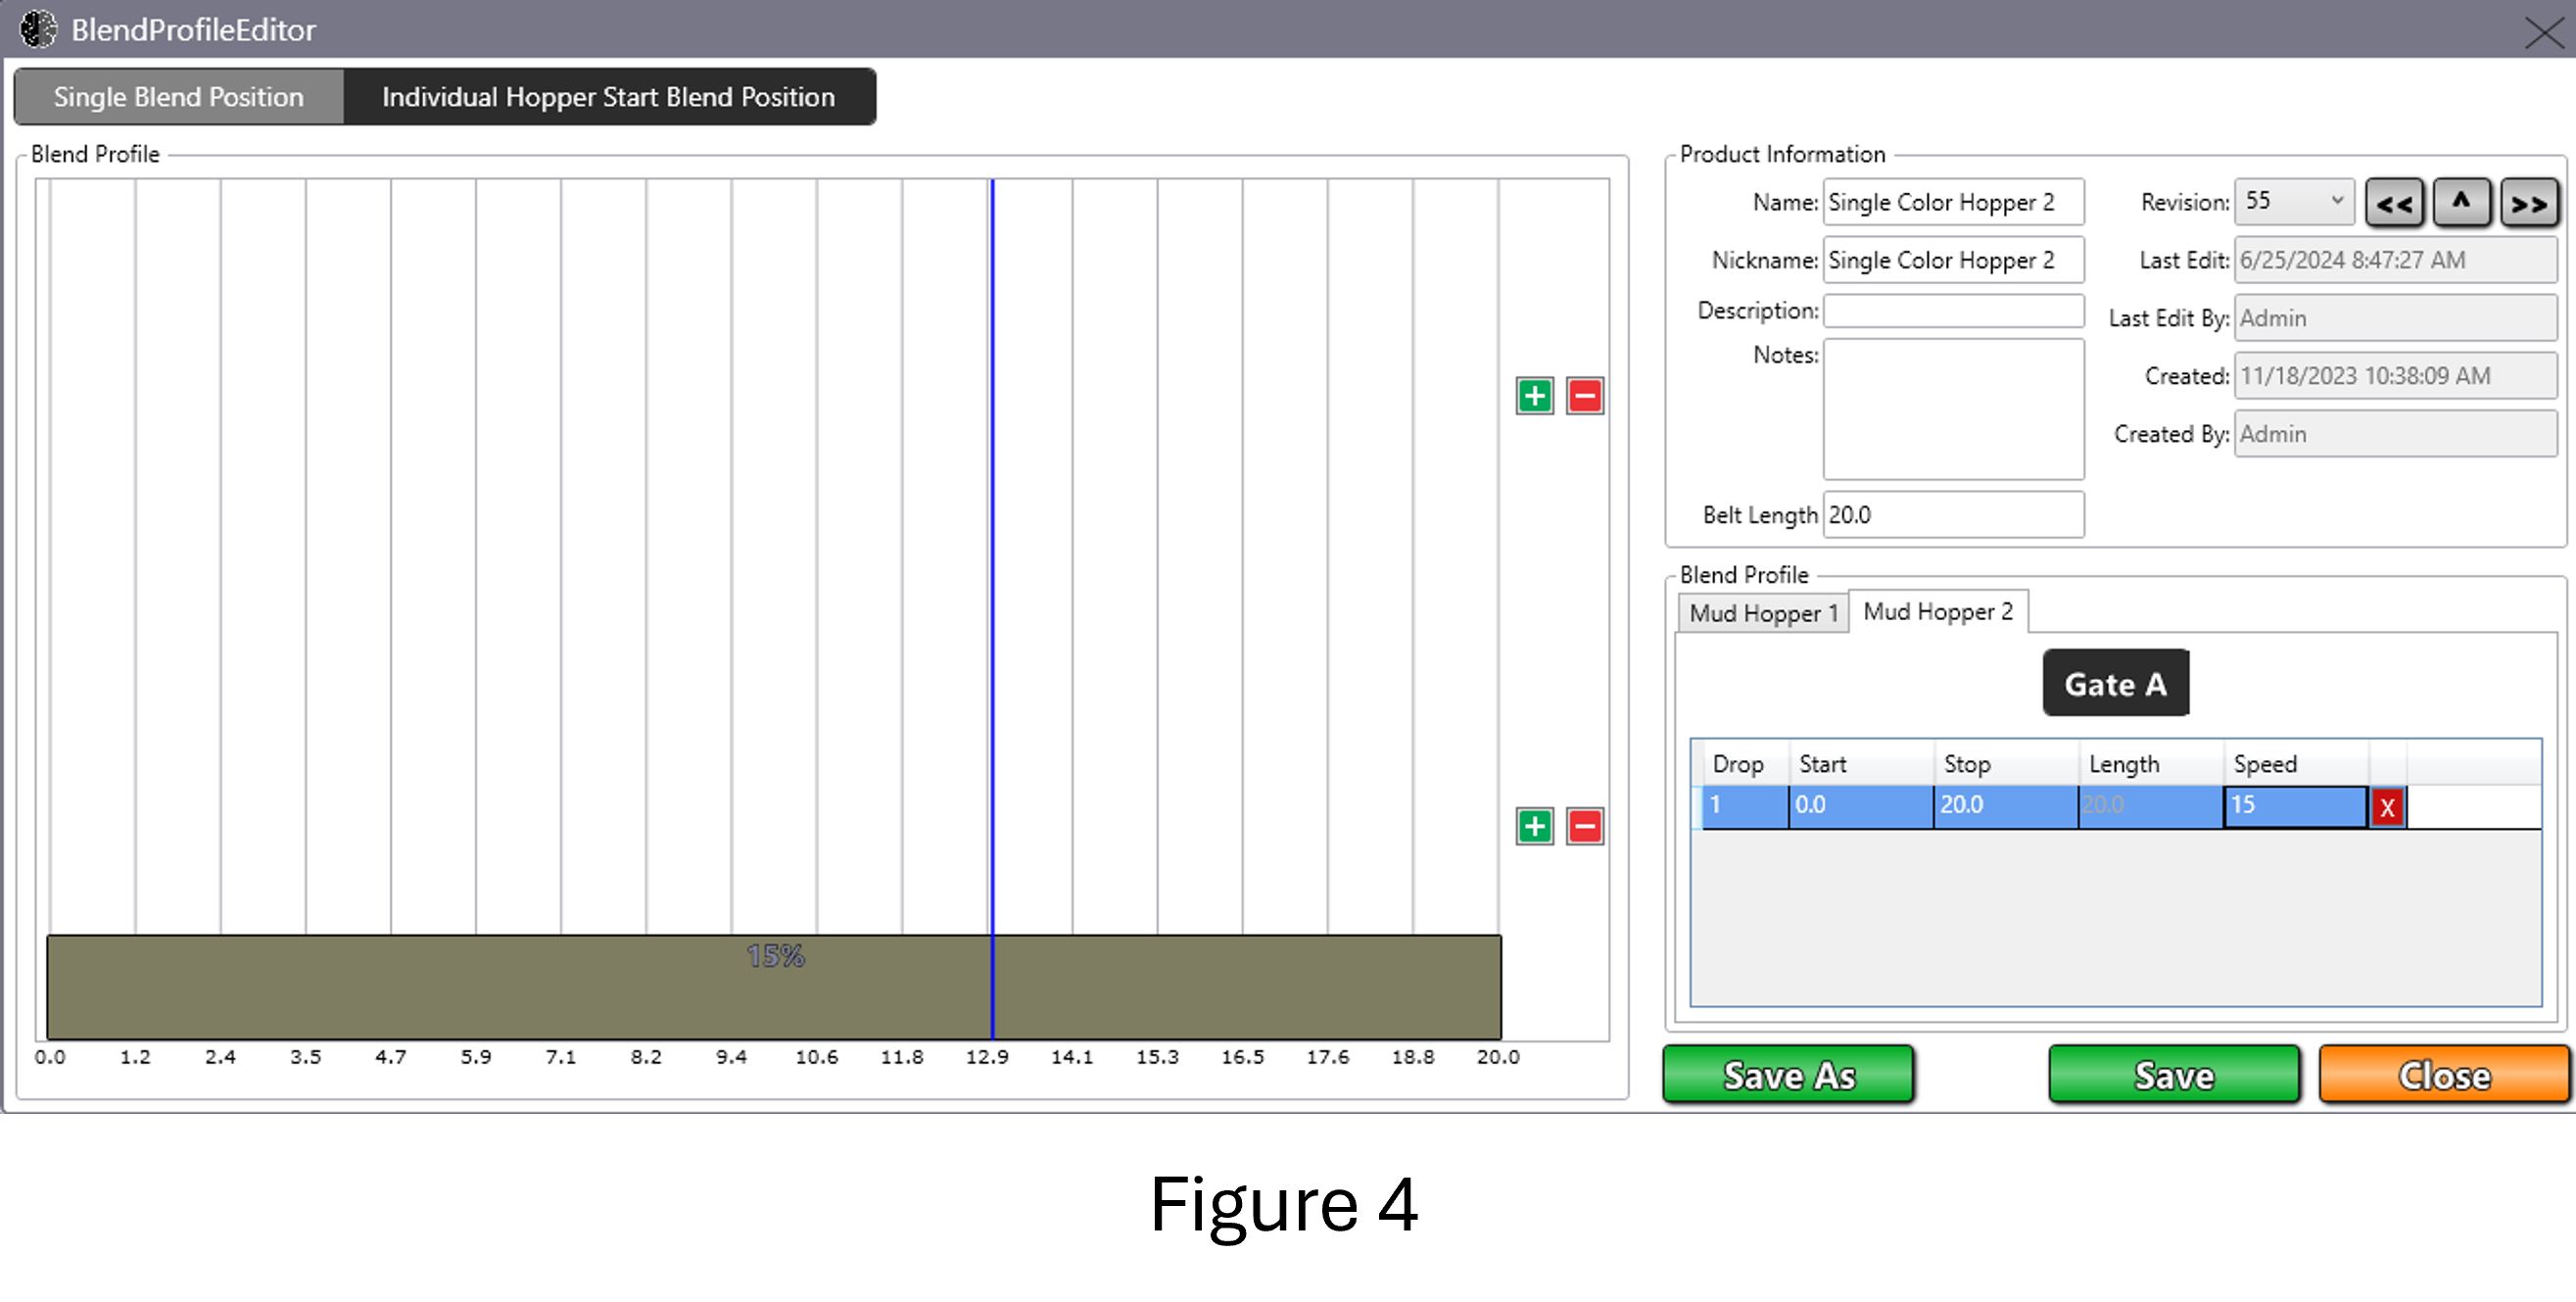 BlendProfileEditor
Single Blend Position Individual Hopper Start Blend Position
Blend Profile
15%
0.0 1.2 2.4 3.5 4.7 5.9 7.1 8.2 9.4 10.6 11.8 12.9 14.1 15.3 16.5 17.6 18.8 20.0
Product Information
Name: Single Color Hopper 2 Revision: 55 << ^ >>
Nickname: Single Color Hopper 2 Last Edit: 6/25/2024 8:47:27 AM
Description: Last Edit By: Admin
Notes: Created: 11/18/2023 10:38:09 AM
Created By: Admin
Belt Length 20.0
Blend Profile
Mud Hopper 1 Mud Hopper 2
Gate A
Drop Start Stop Length Speed
1 0.0 20.0 20.0 15 X
Save As Save Close
Figure 4